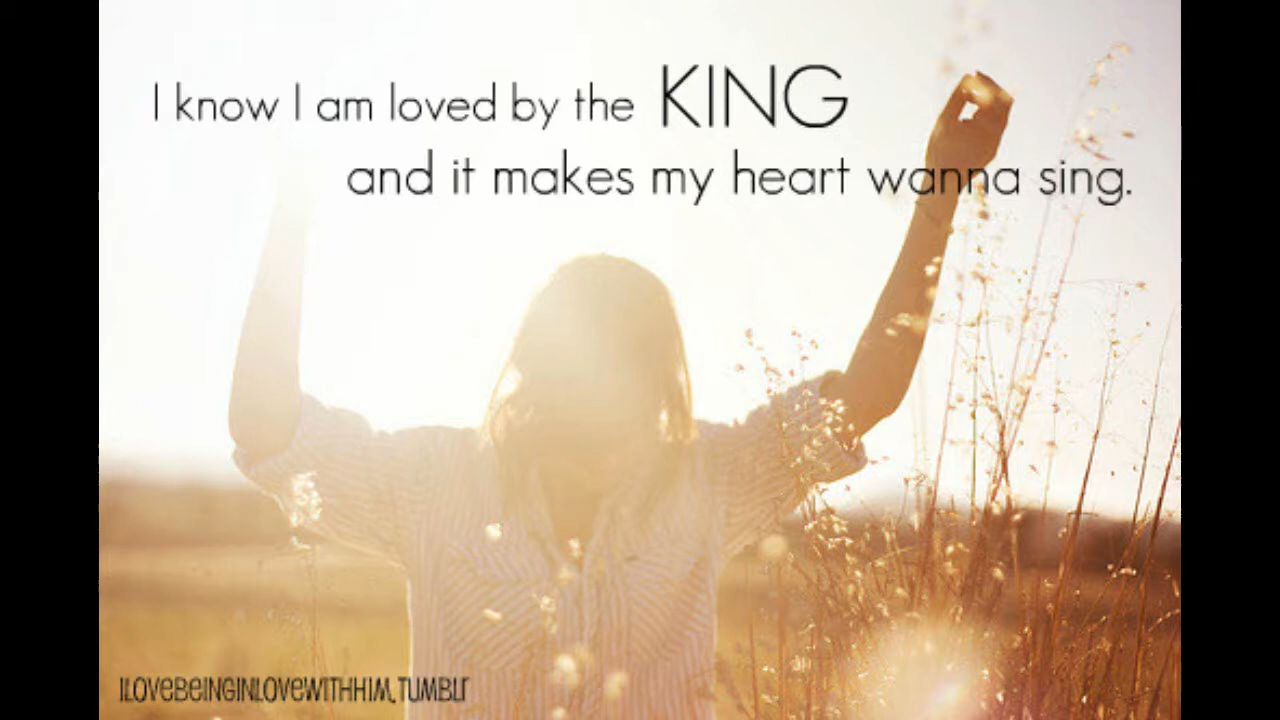 I know I am loved by the KING
and it makes my heart wanna sing.
ILOVEBEINGINLOVEWITHHIM.TUMBLR